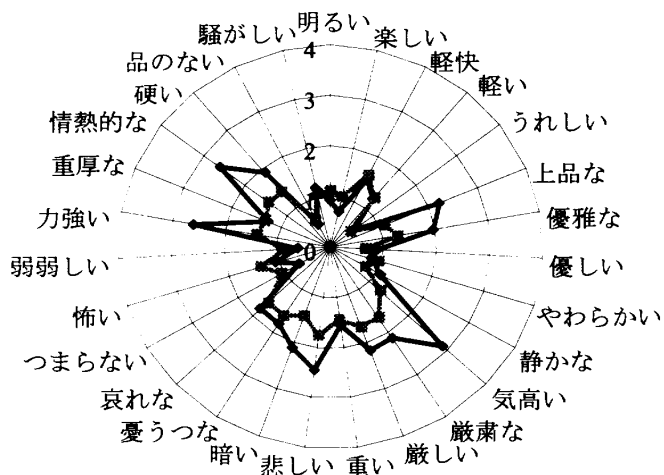 明るい
楽しい
軽快
軽い
うれしい
上品な
優雅な
優しい
やわらかい
静かな
気高い
厳粛な
厳しい
重い
悲しい
暗い
憂うつな
哀れな
つまらない
怖い
弱弱しい
力強い
重厚な
情熱的な
硬い
品のない
騒がしい
4
3
2
0